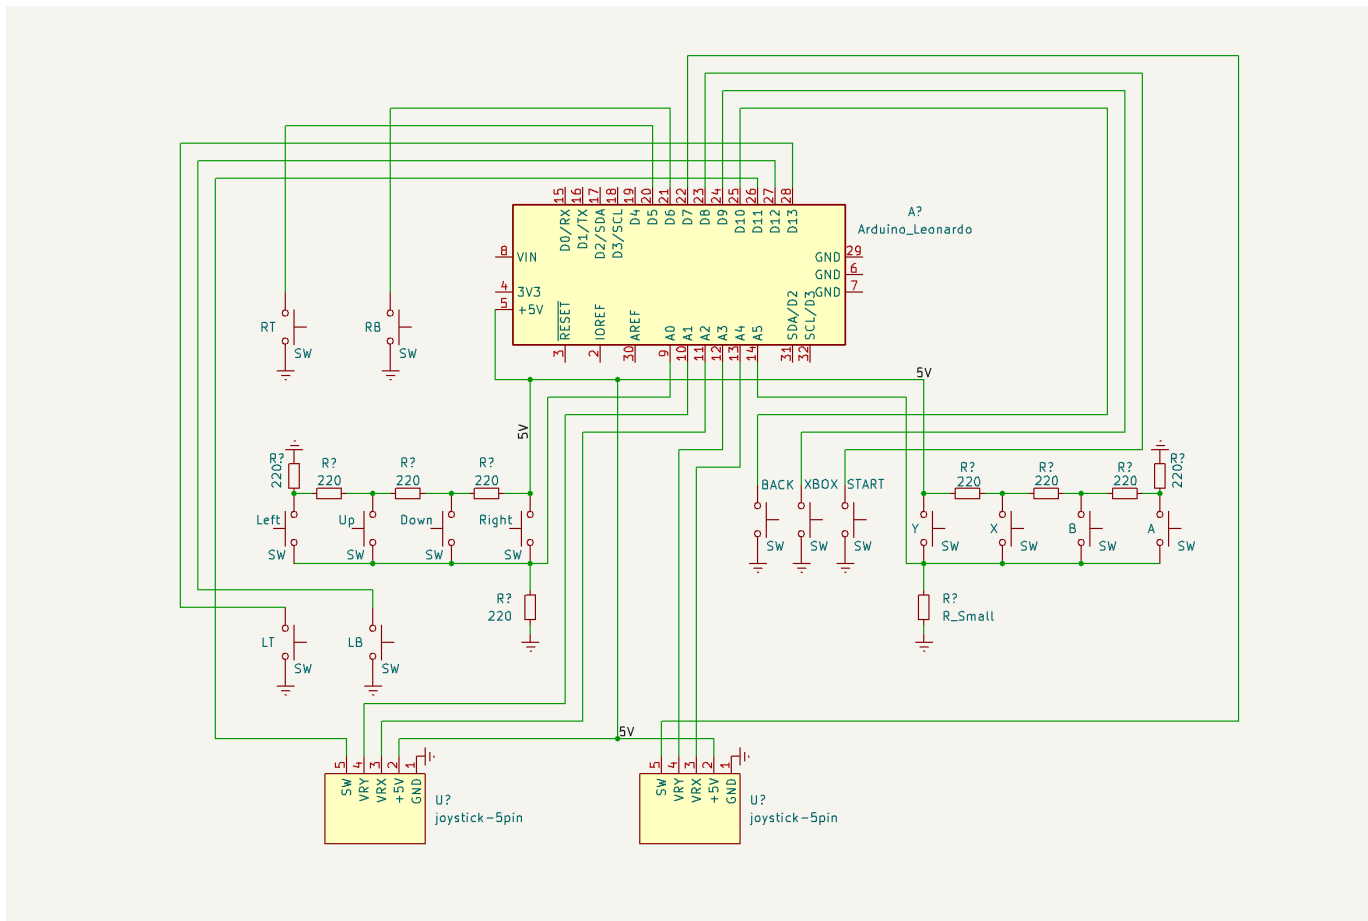 A?
Arduino_Leonardo
15
16
17
18
19
20
21
22
23
24
25
26
27
28
D0/RX
D1/TX
D2/SDA
D3/SCL
D4
D5
D6
D7
D8
D9
D10
D11
D12
D13
8
VIN
4
3V3
5
+5V
GND
29
GND
6
GND
7
RESET
IOREF
AREF
A0
A1
A2
A3
A4
A5
SDA/D2
SCL/D3
3
2
30
9
10
11
12
13
14
31
32
RT
SW
RB
SW
5V
5V
R?
220
R?
220
R?
220
R?
220
Left
SW
Up
SW
Down
SW
Right
SW
R?
220
BACK
XBOX
START
SW
SW
SW
R?
220
R?
220
R?
220
R?
220
Y
SW
X
SW
B
SW
A
SW
R?
R_Small
LT
SW
LB
SW
5V
5
4
3
2
1
SW
VRY
VRX
+5V
GND
U?
joystick-5pin
5
4
3
2
1
SW
VRY
VRX
+5V
GND
U?
joystick-5pin